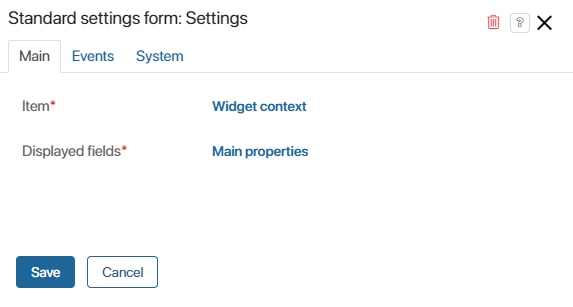 Standard settings form: Settings
?
Main Events System
Item* Widget context
Displayed fields* Main properties
Save Cancel